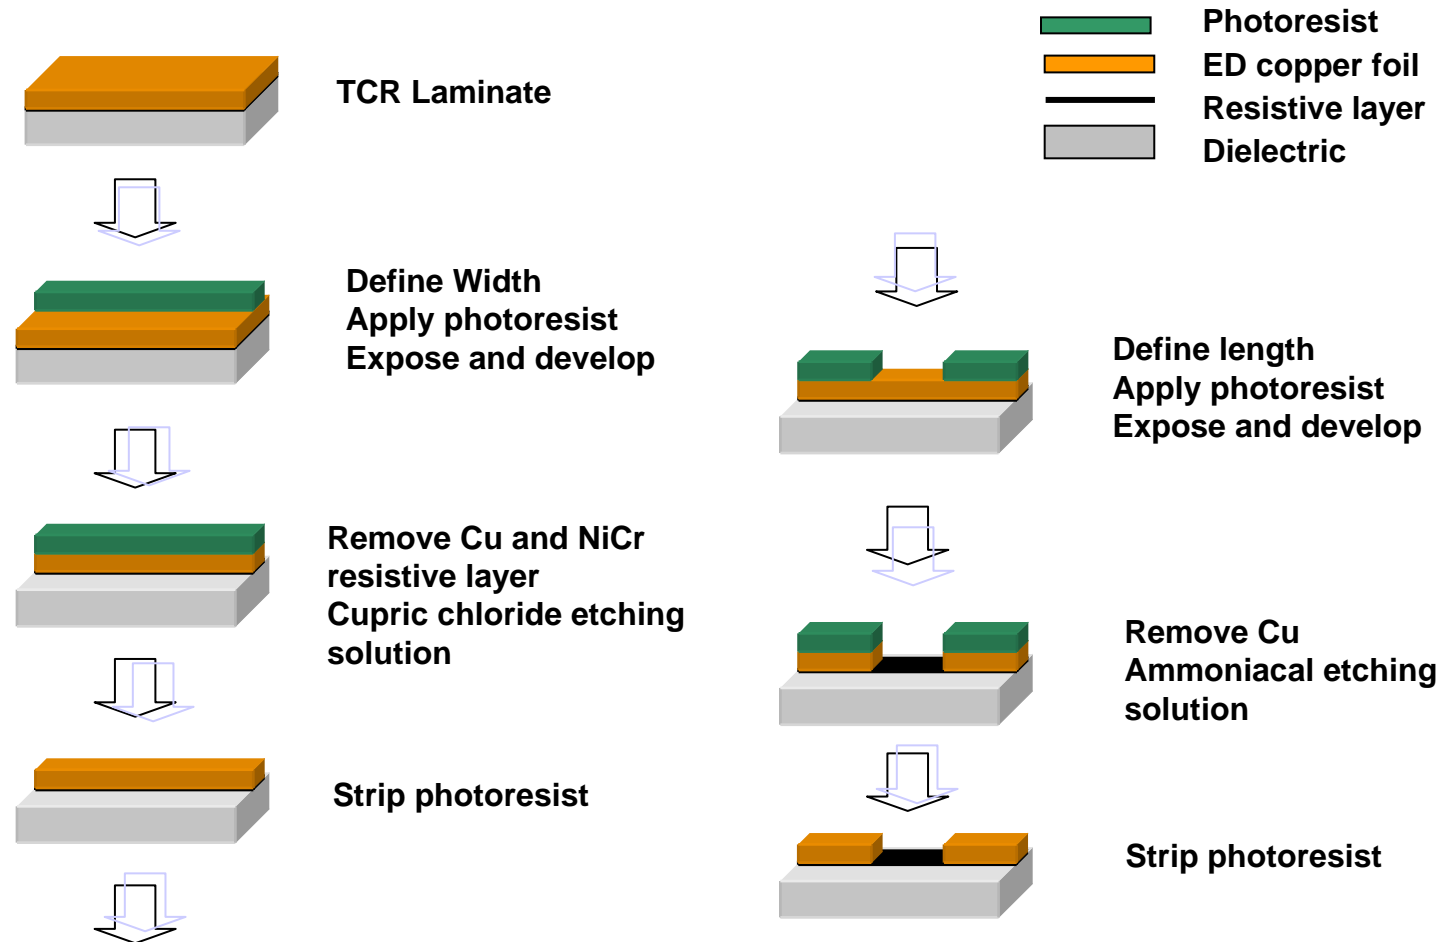 TCR Laminate
Define Width
Apply photoresist
Expose and develop
Remove Cu and NiCr
resistive layer
Cupric chloride etching
solution
Strip photoresist
Photoresist
ED copper foil
Resistive layer
Dielectric
Define length
Apply photoresist
Expose and develop
Remove Cu
Ammoniacal etching
solution
Strip photoresist